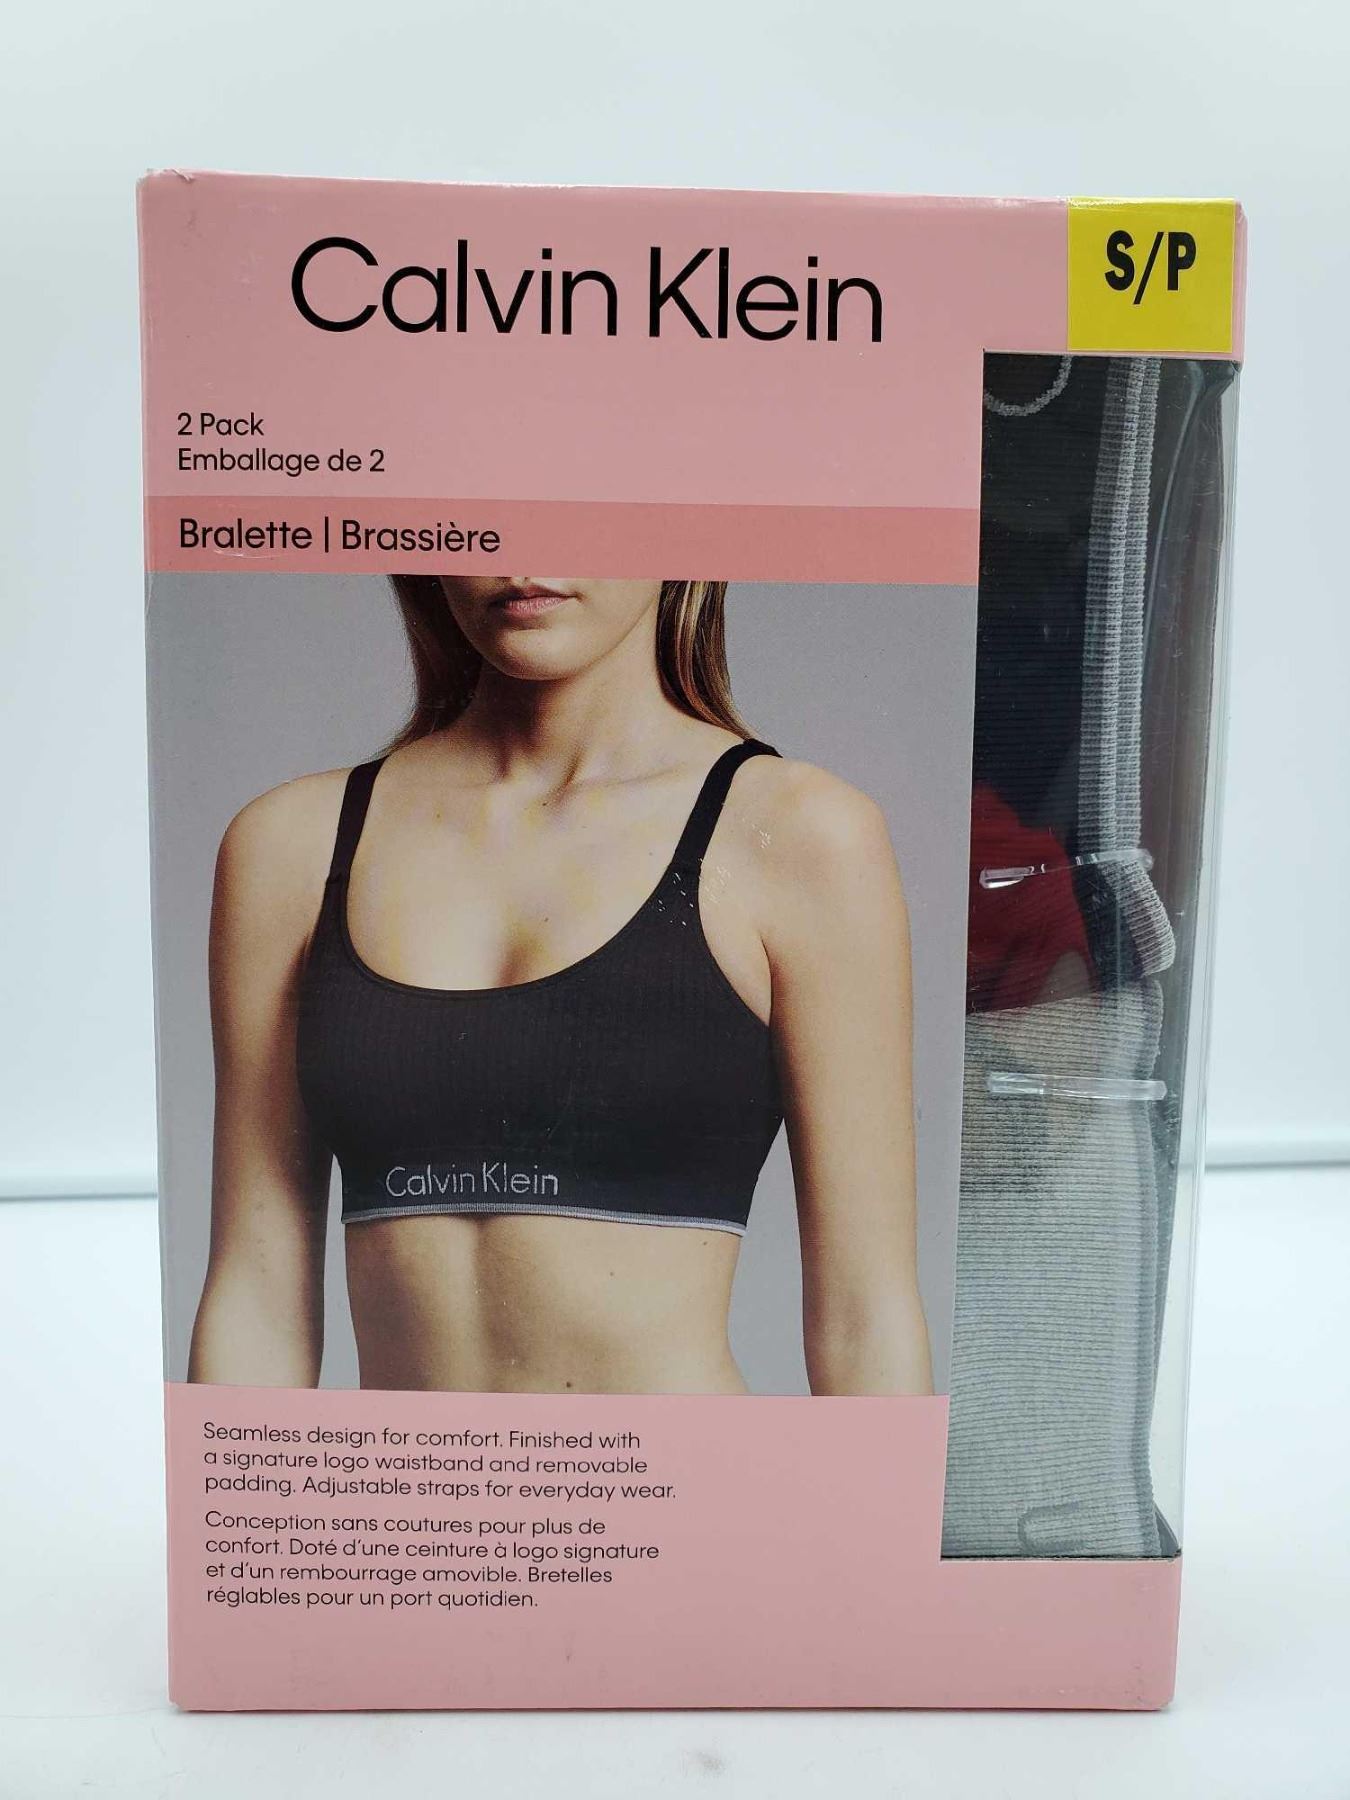 Calvin Klein
S/P
2 Pack
Emballage de 2
Bralette | Brassière
Calvin Klein
Seamless design for comfort. Finished with
a signature logo waistband and removable
padding. Adjustable straps for everyday wear.
Conception sans coutures pour plus de
confort. Doté d'une ceinture à logo signature
et d'un rembourrage amovible. Bretelles
réglables pour un port quotidien.